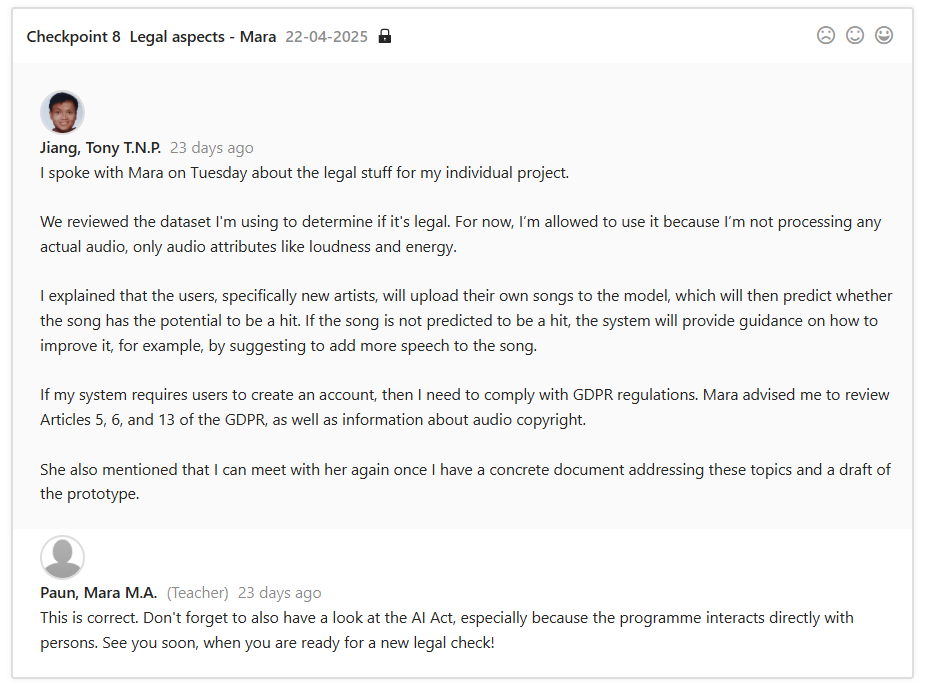 Checkpoint 8 Legal aspects - Mara 22-04-2025
Jiang, Tony T.N.P. 23 days ago
I spoke with Mara on Tuesday about the legal stuff for my individual project.
We reviewed the dataset I'm using to determine if it's legal. For now, I’m allowed to use it because I’m not processing any
actual audio, only audio attributes like loudness and energy.
I explained that the users, specifically new artists, will upload their own songs to the model, which will then predict whether
the song has the potential to be a hit. If the song is not predicted to be a hit, the system will provide guidance on how to
improve it, for example, by suggesting to add more speech to the song.
If my system requires users to create an account, then I need to comply with GDPR regulations. Mara advised me to review
Articles 5, 6, and 13 of the GDPR, as well as information about audio copyright.
She also mentioned that I can meet with her again once I have a concrete document addressing these topics and a draft of
the prototype.
Paun, Mara M.A. (Teacher) 23 days ago
This is correct. Don't forget to also have a look at the AI Act, especially because the programme interacts directly with
persons. See you soon, when you are ready for a new legal check!